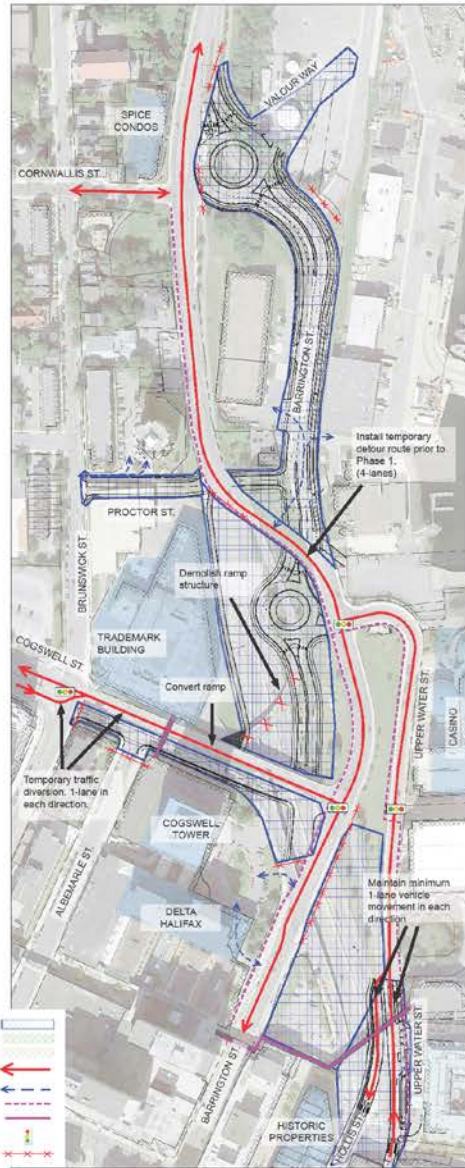 VALOUR WAY
SPICE
CONDOS
CORNWALLIS ST.
BARRINGTON ST.
Install temporary
detour route prior to
Phase 1.
(4-lanes)
PROCTOR ST.
BRUNSWICK ST.
Demolish ramp
structure
TRADEMARK
BUILDING
COGSWELL ST.
Convert ramp
UPPER WATER ST.
CASINO
Temporary traffic
diversion. 1-lane in
each direction.
COGSWELL
TOWER
ALBEMARLE ST.
Maintain minimum
1-lane vehicle
movement in each
direction
DELTA
HALIFAX
UPPER WATER ST.
BARRINGTON ST.
HOLLIS ST.
HISTORIC
PROPERTIES